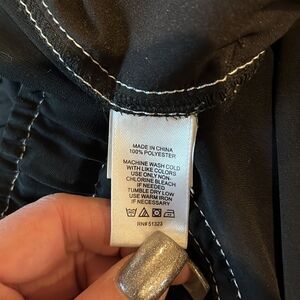 MADE IN CHINA
100% POLYESTER
MACHINE WASH COLD
WITH LIKE COLORS
USE ONLY NON-
CHLORINE BLEACH
IF NEEDED
TUMBLE DRY LOW
USE WARM IRON
IF NECESSARY
RN# 51323